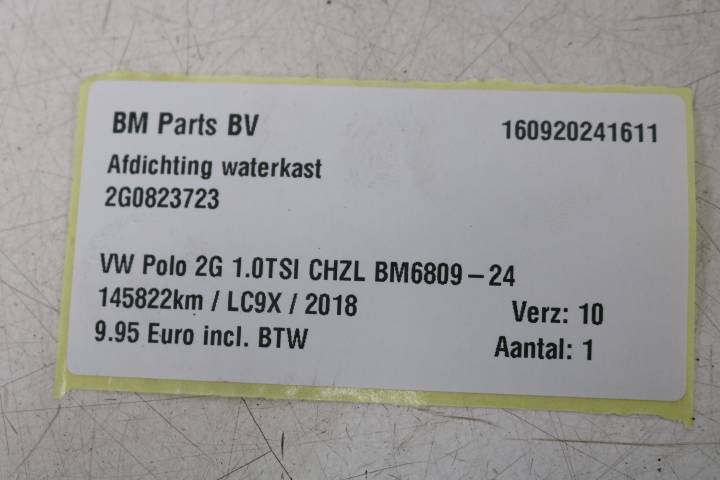 BM Parts BV 160920241611
Afdichting waterkast
2G0823723
VW Polo 2G 1.0TSI CHZL BM6809-24
145822km / LC9X / 2018 Verz: 10
9.95 Euro incl. BTW Aantal: 1